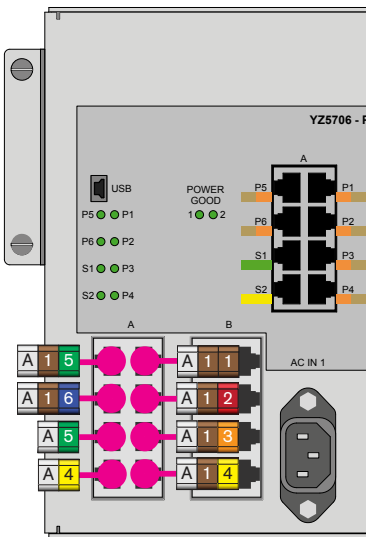 YZ5706 - P
A
USB
POWER
GOOD
1 2
P5 P1
P6 P2
S1 P3
S2 P4
P5 P1
P6 P2
S1 P3
S2 P4
A B
A 1 5 A 1 1
A 1 6 A 1 2
A 5 A 1 3
A 4 A 1 4
AC IN 1